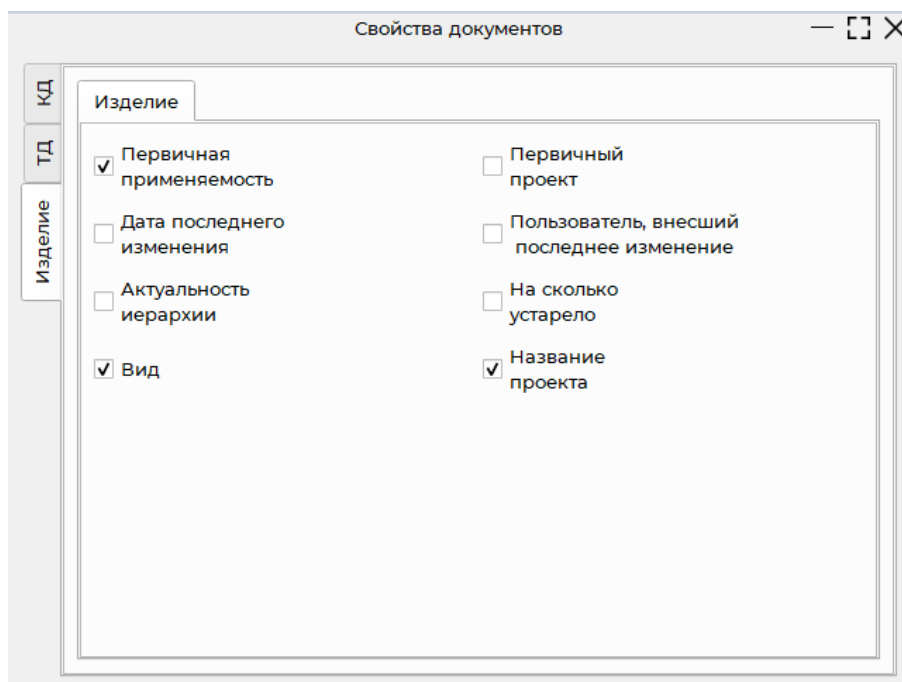 Свойства документов
КД
ТД
Изделие
Изделие
Первичная
применяемость
Первичный
проект
Дата последнего
изменения
Пользователь, внесший
последнее изменение
Актуальность
иерархии
На сколько
устарело
Вид
Название
проекта